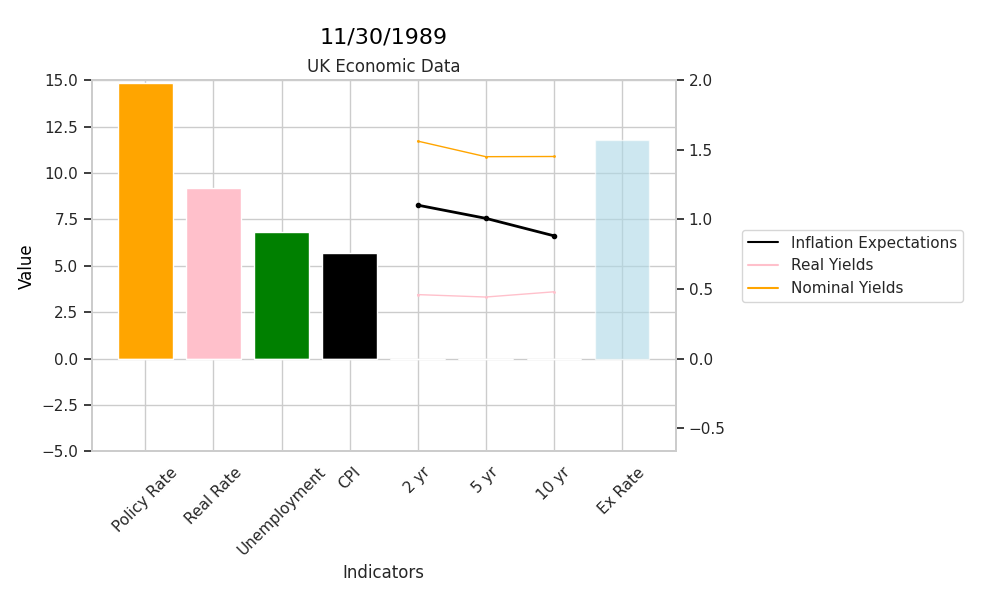 11/30/1989
UK Economic Data
15.0
12.5
10.0
7.5
5.0
2.5
0.0
−2.5
−5.0
Value
2.0
1.5
1.0
0.5
0.0
−0.5
Inflation Expectations
Real Yields
Nominal Yields
Policy Rate
Real Rate
Unemployment
CPI
2 yr
5 yr
10 yr
Ex Rate
Indicators